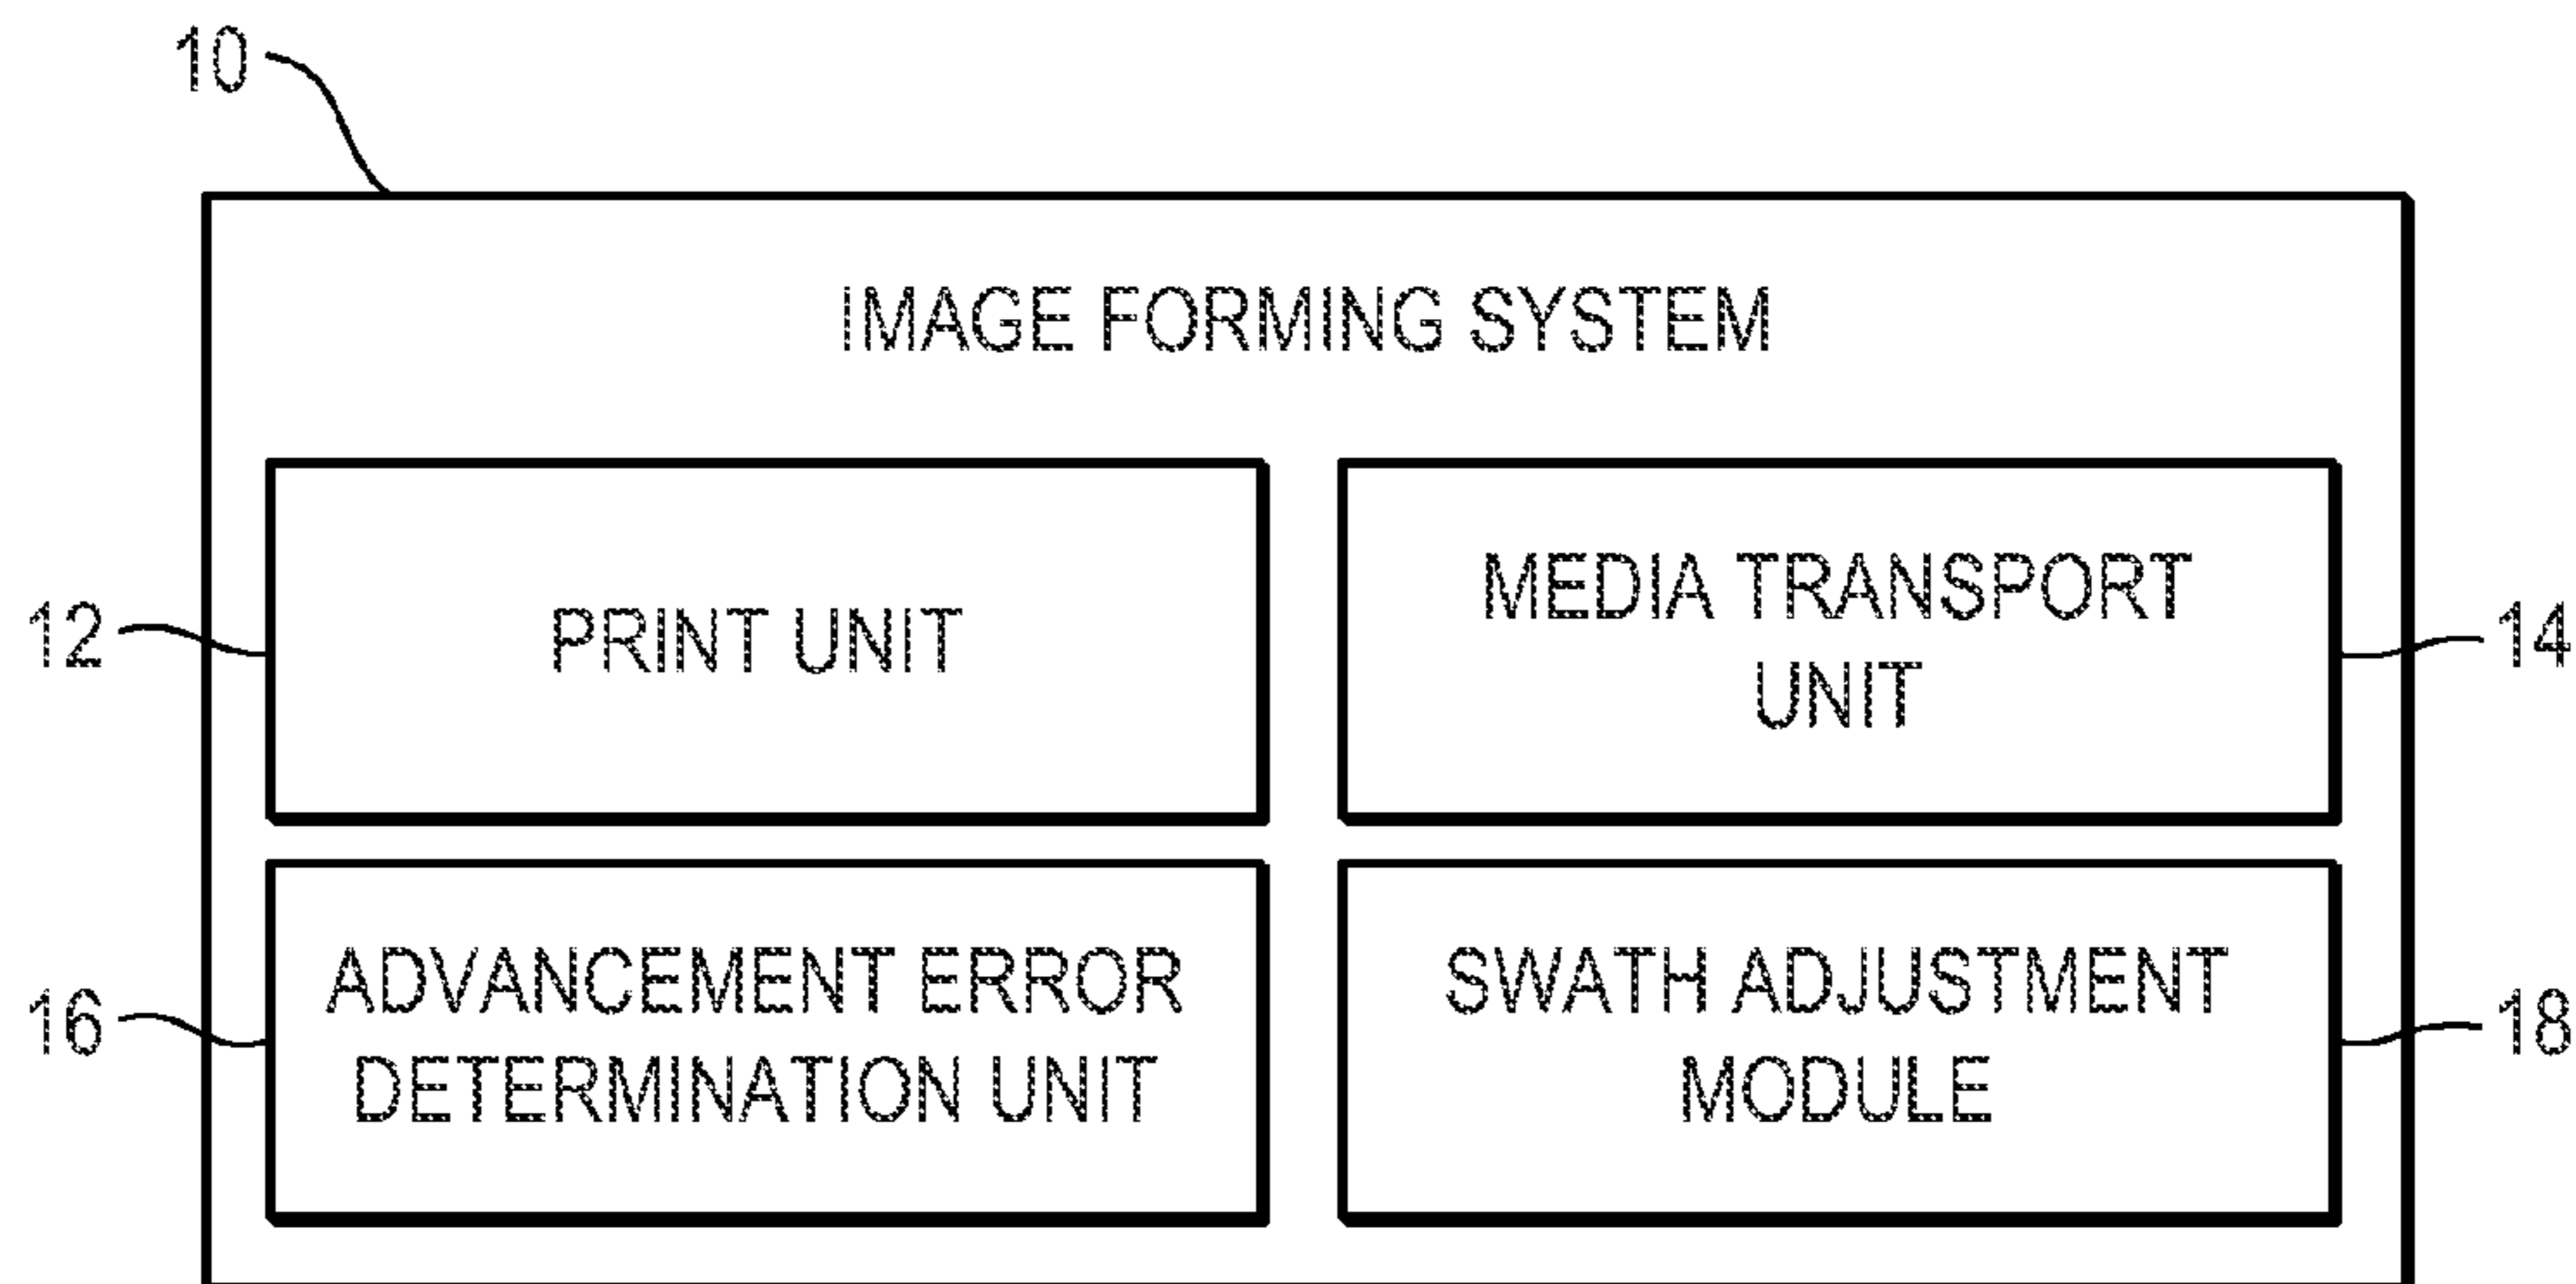 10
IMAGE FORMING SYSTEM
12
PRINT UNIT
MEDIA TRANSPORT
UNIT
14
16
ADVANCEMENT ERROR
DETERMINATION UNIT
SWATH ADJUSTMENT
MODULE
18